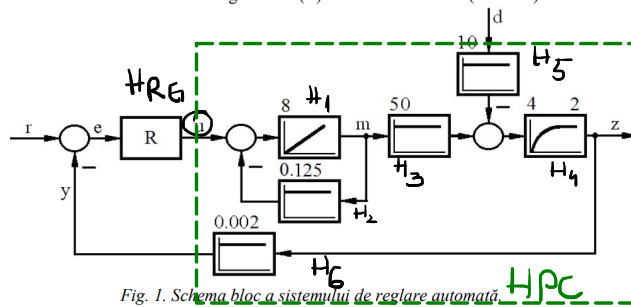 d
10
H5
HRG
8
H1
50
4
2
r
e
R
u
m
z
H3
H4
0.125
H2
y
0.002
H6
HPC
Fig. 1. Schema bloc a sistemului de reglare automată.